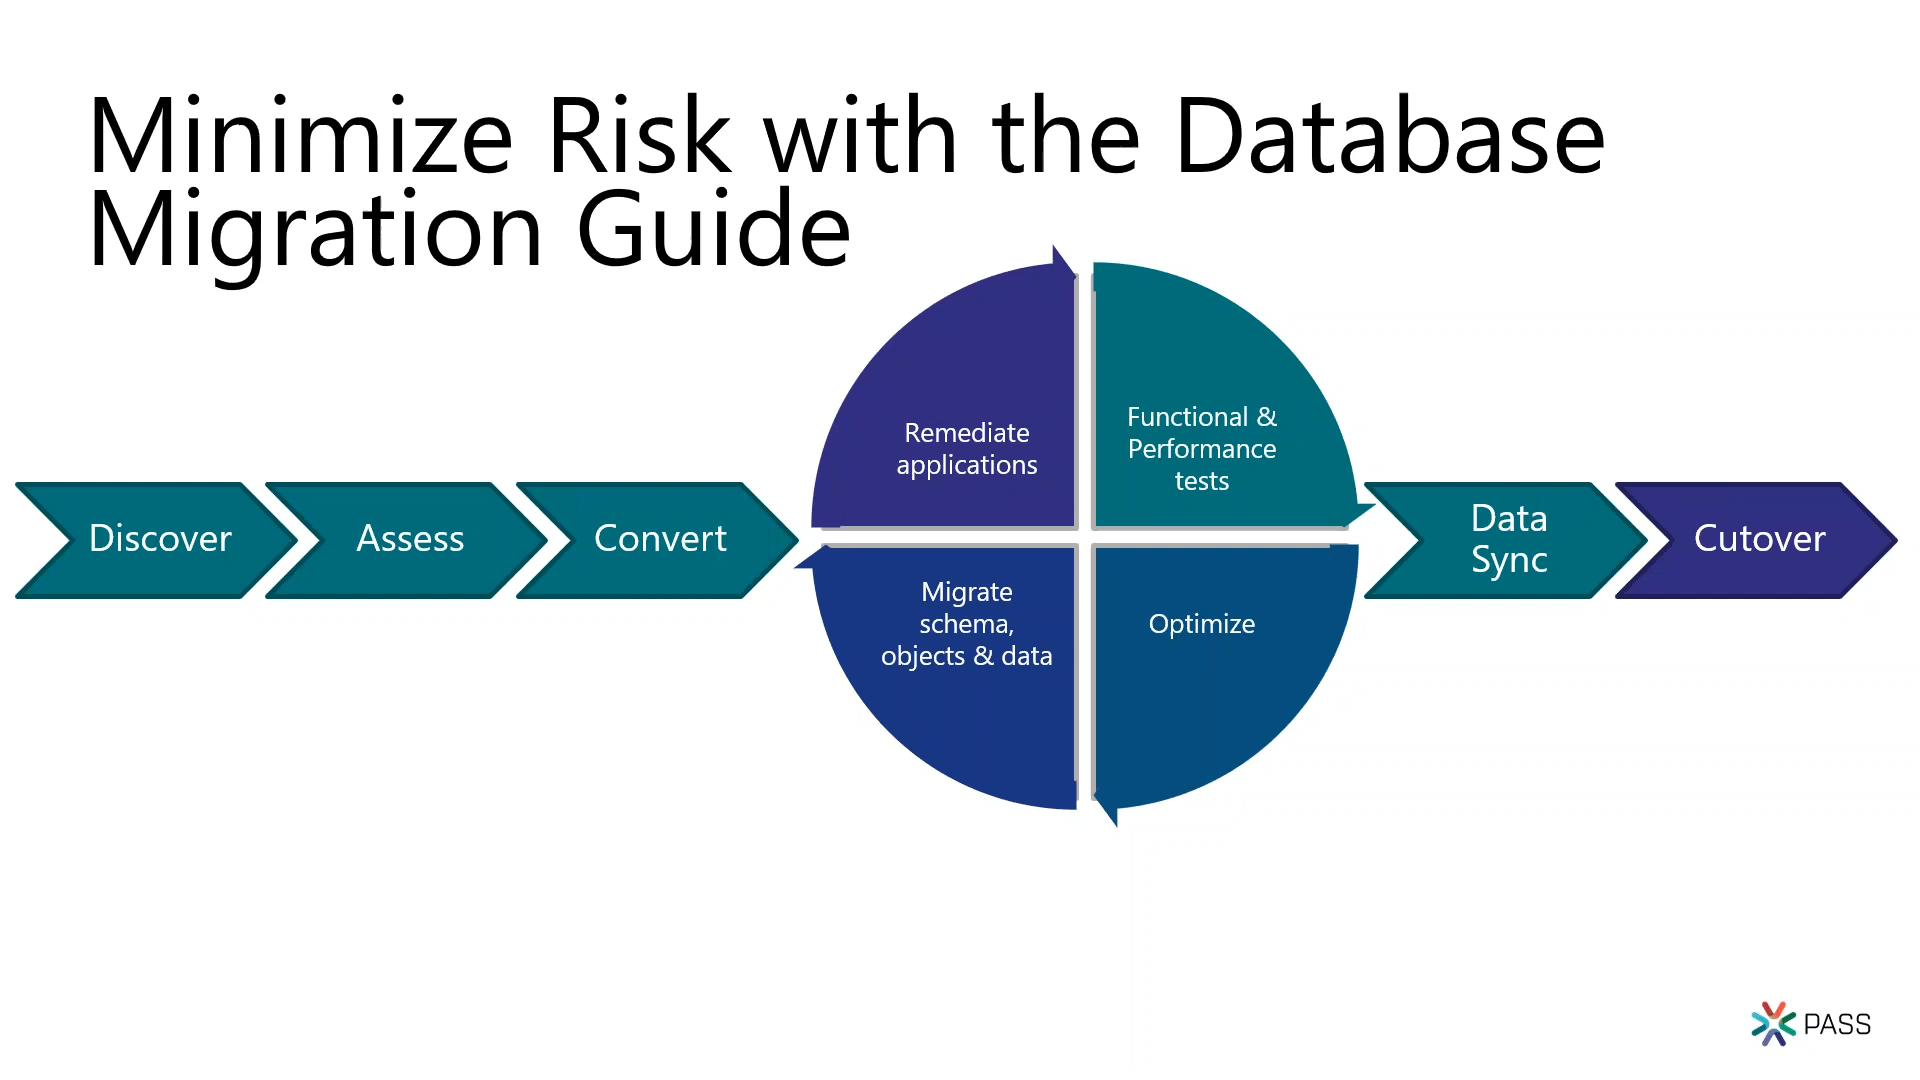 Minimize Risk with the Database
Migration Guide
Discover
Assess
Convert
Remediate
applications
Functional &
Performance
tests
Migrate
schema,
objects & data
Optimize
Data
Sync
Cutover
PASS